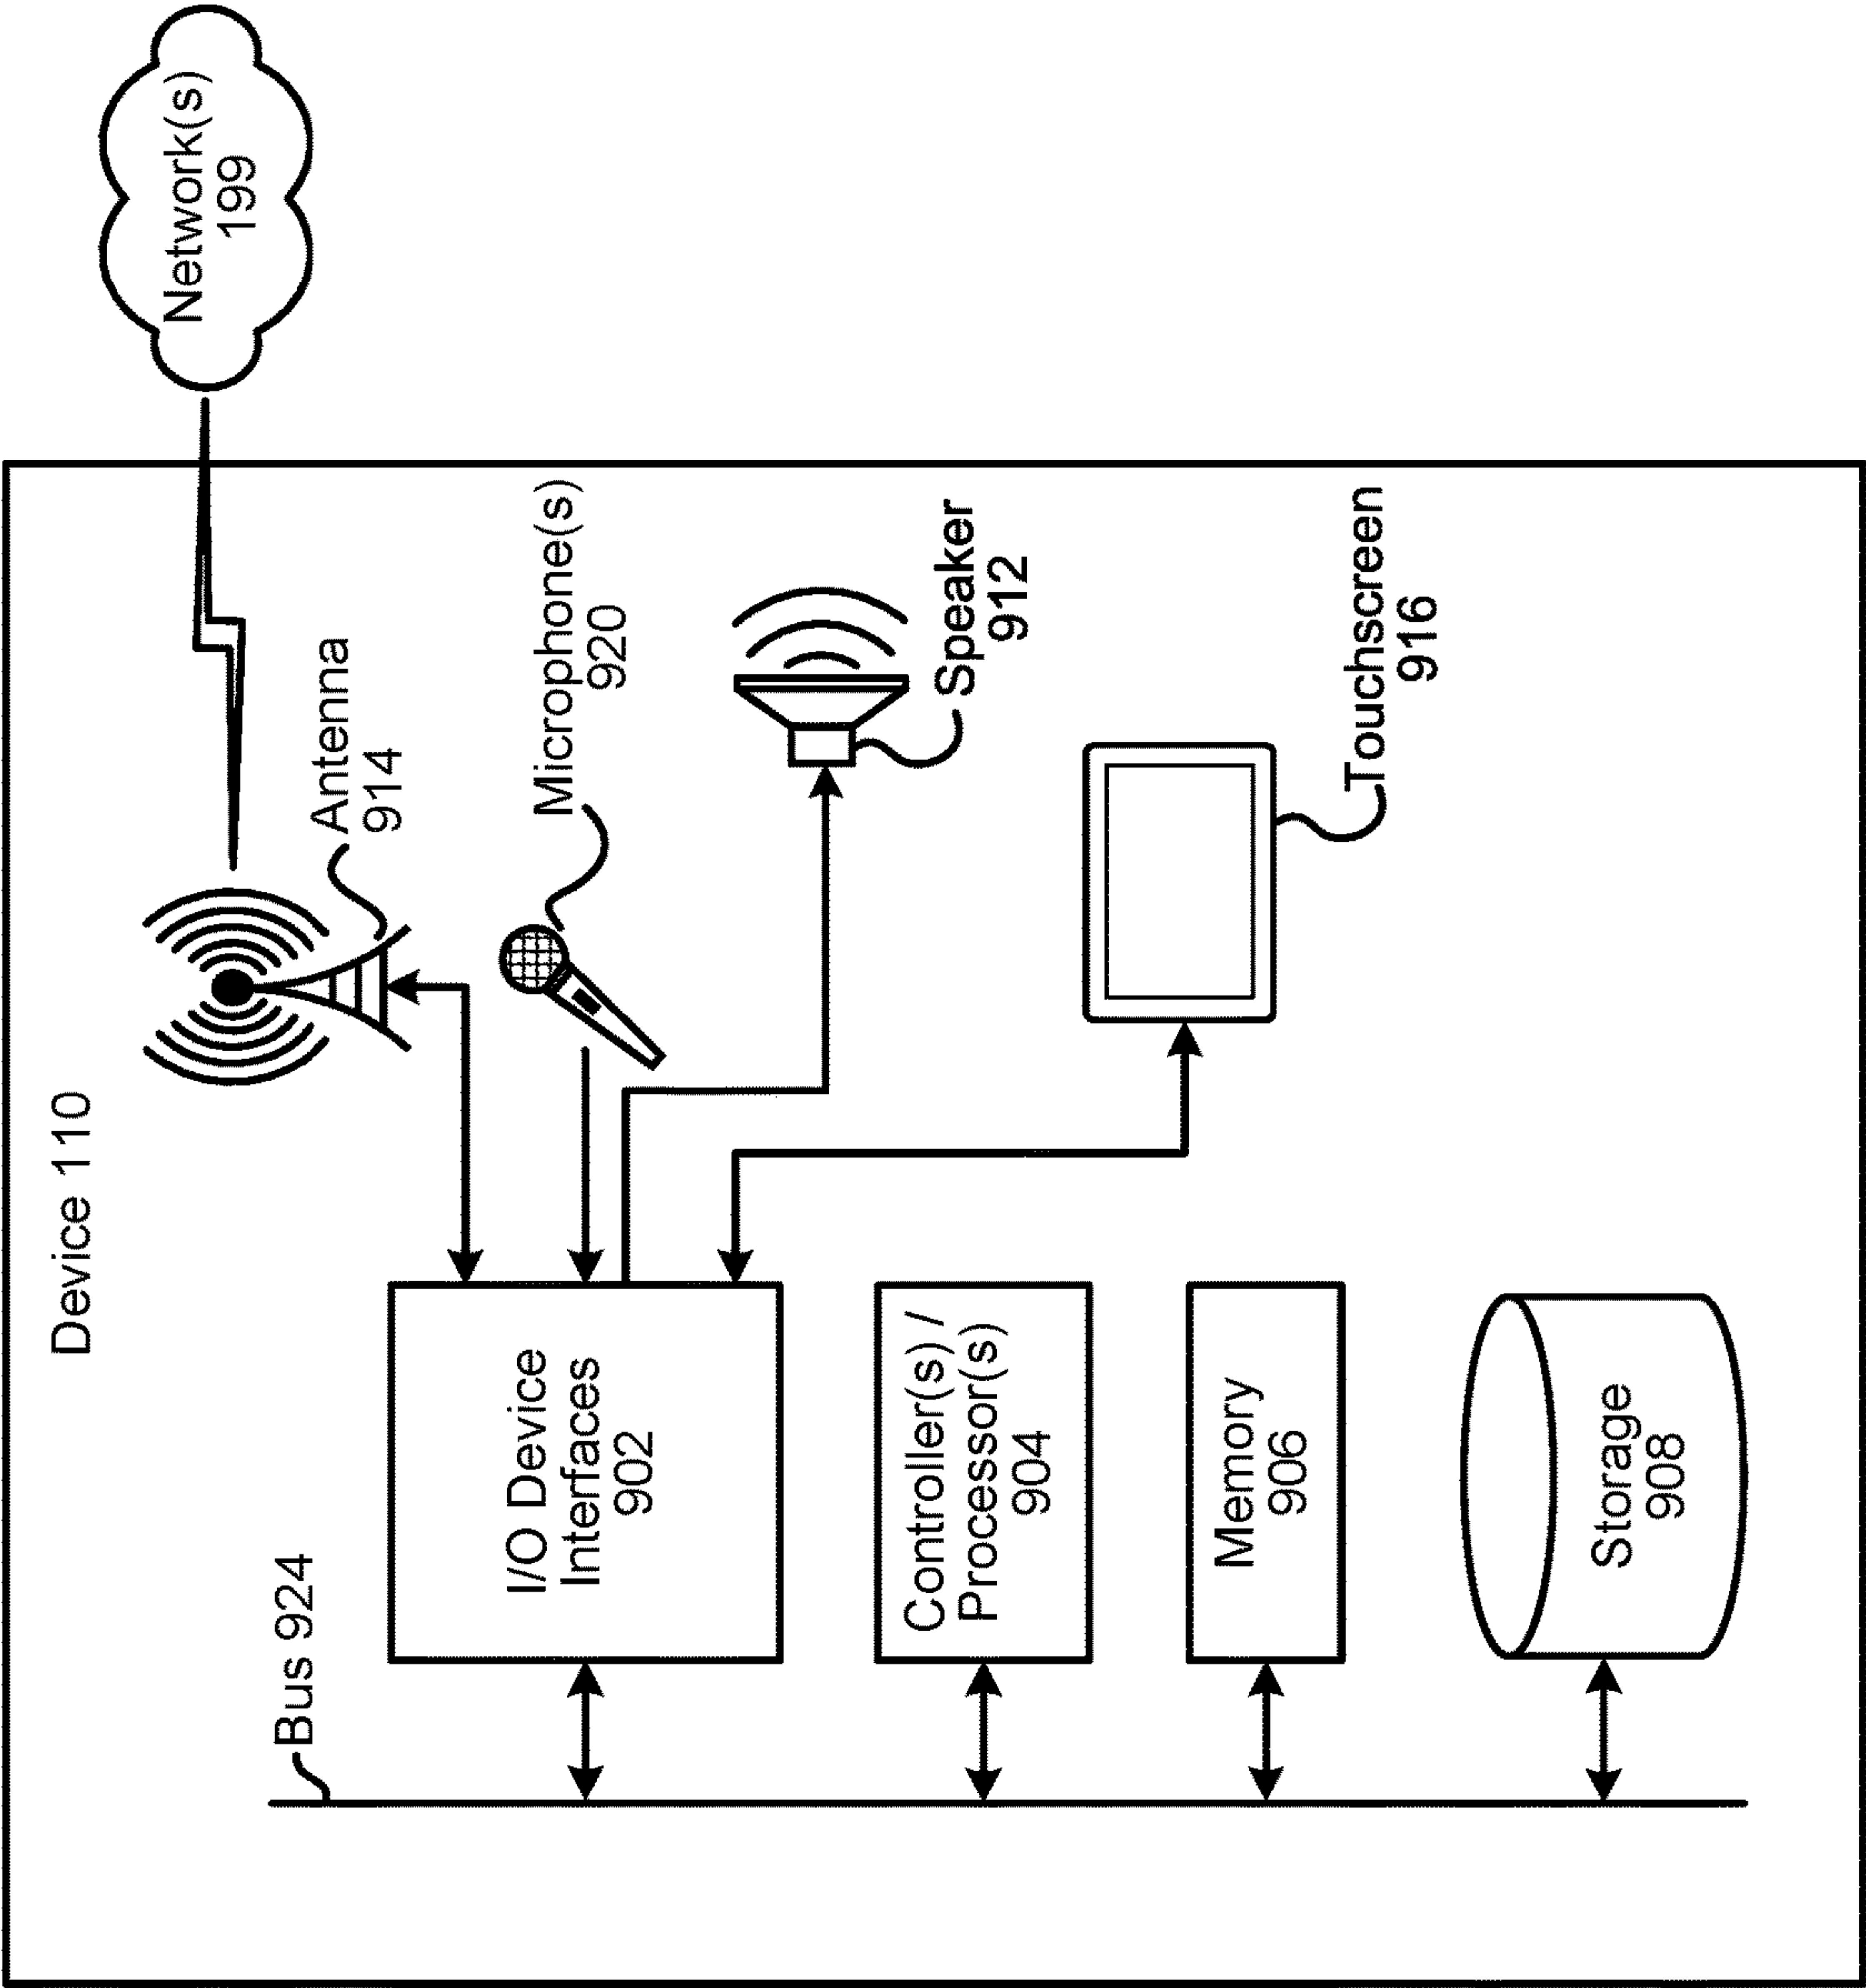 Device 110
Network(s)
199
Antenna
914
Bus 924
I/O Device
Interfaces
902
Microphone(s)
920
Speaker
912
Controller(s) /
Processor(s)
904
Memory
906
Touchscreen
916
Storage
908